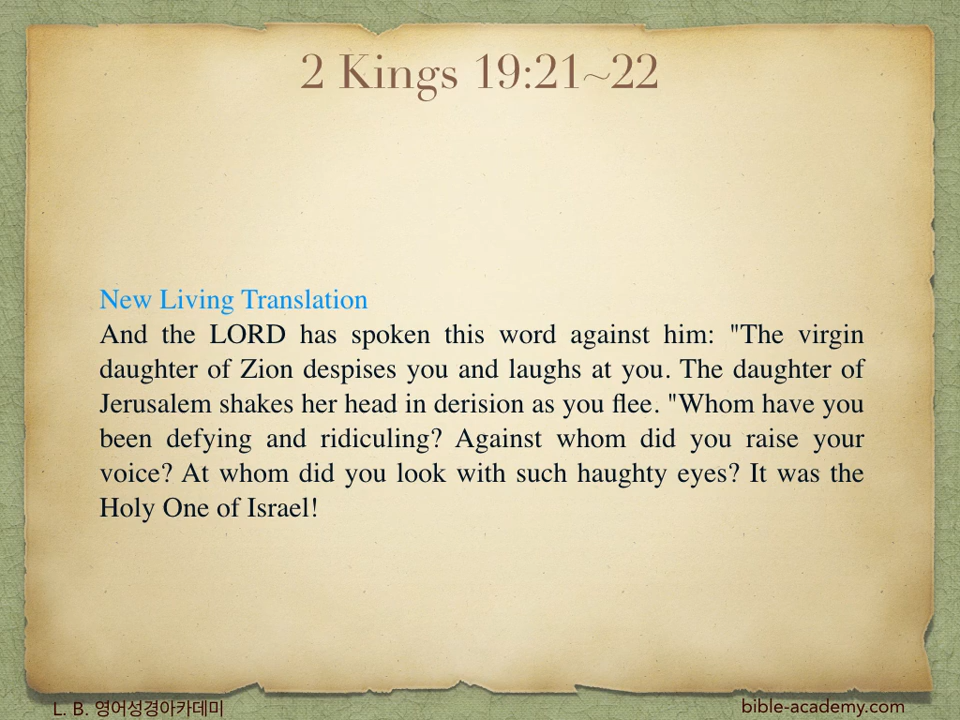 2 Kings 19:21~22
New Living Translation
And the LORD has spoken this word against him: "The virgin
daughter of Zion despises you and laughs at you. The daughter of
Jerusalem shakes her head in derision as you flee. "Whom have you
been defying and ridiculing? Against whom did you raise your
voice? At whom did you look with such haughty eyes? It was the
Holy One of Israel!
L. B. 영어성경아카데미
bible-academy.com